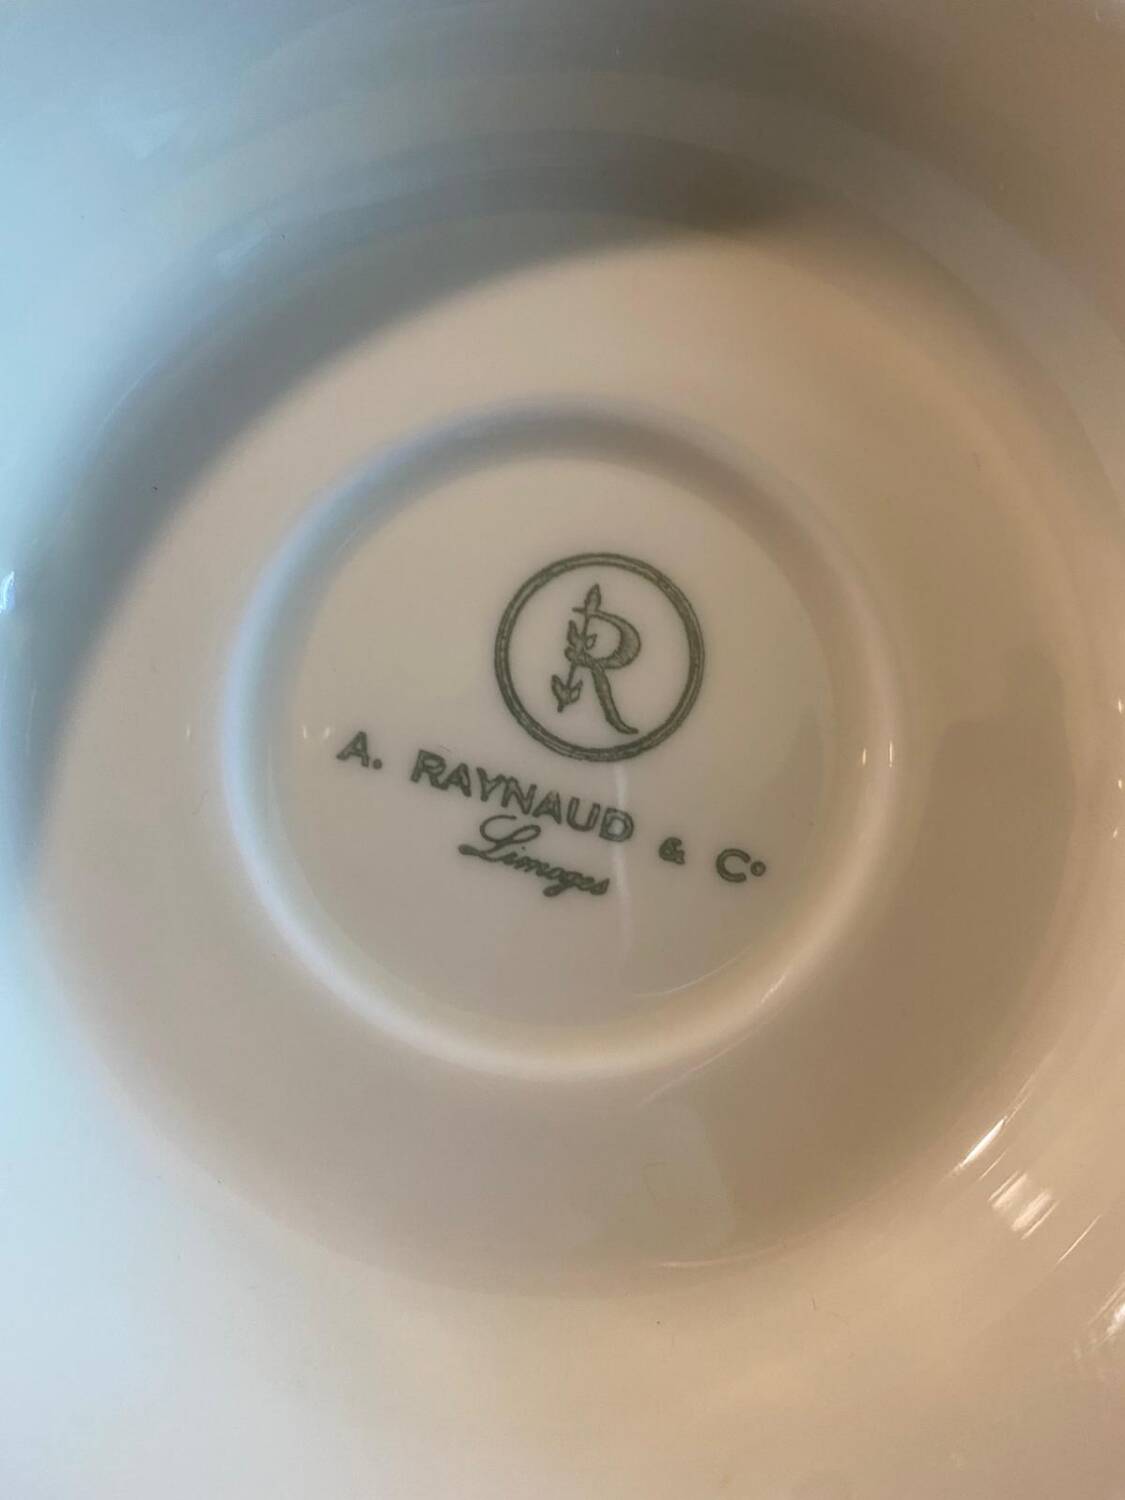 R
A. RAYNAUD & Cº
Limoges